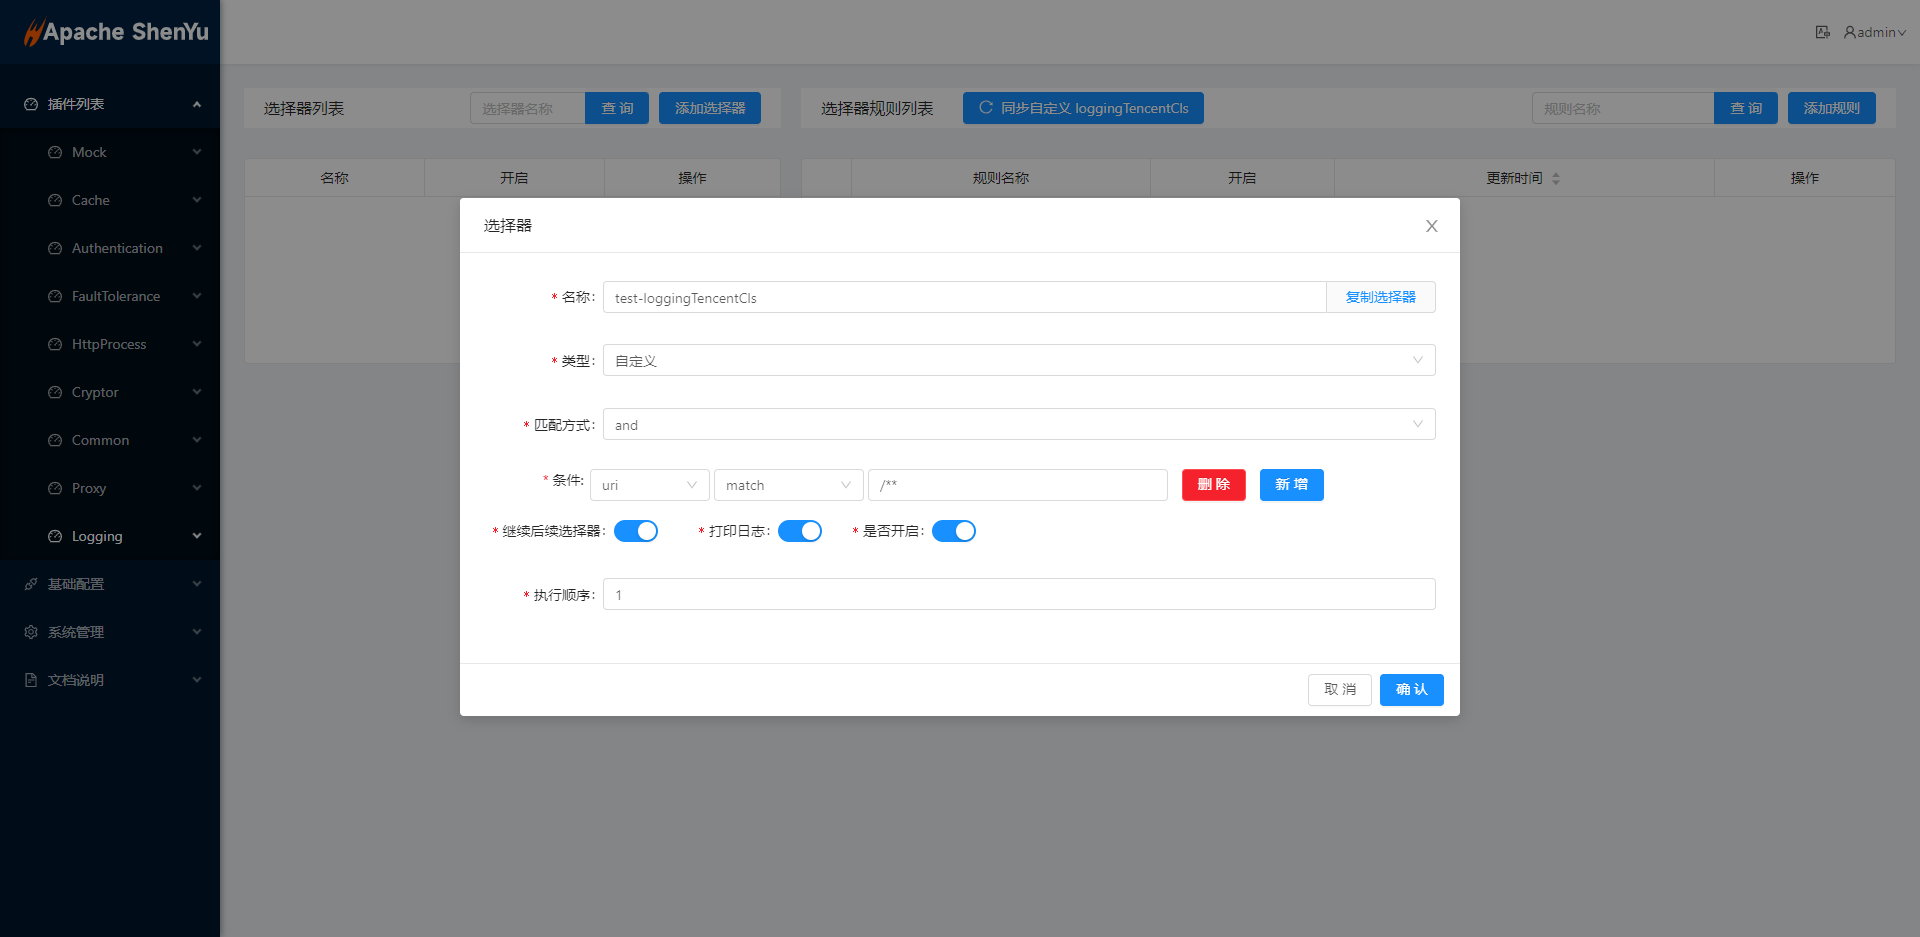 Apache ShenYu
admin
插件列表
Mock
Cache
Authentication
FaultTolerance
HttpProcess
Cryptor
Common
Proxy
Logging
基础配置
系统管理
文档说明
选择器列表
选择器名称
查 询
添加选择器
名称
开启
操作
选择器规则列表
同步自定义 loggingTencentCls
规则名称
查 询
添加规则
规则名称
开启
更新时间
操作
选择器
* 名称:
test-loggingTencentCls
复制选择器
* 类型:
自定义
* 匹配方式:
and
* 条件:
uri
match
/**
删 除
新 增
* 继续后续选择器:
* 打印日志:
* 是否开启:
* 执行顺序:
1
取 消
确 认